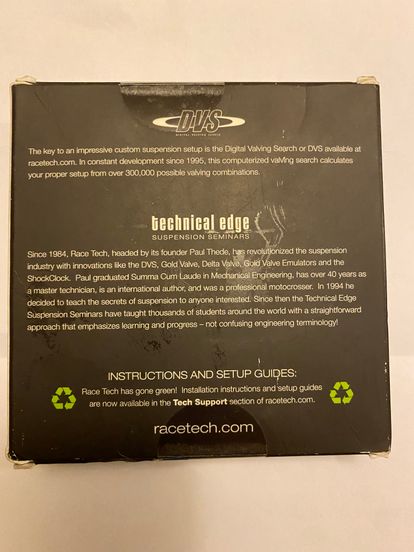 DVS
DIGITAL VALVING SEARCH
The key to an impressive custom suspension setup is the Digital Valving Search or DVS available at
racetech.com. In constant development since 1995, this computerized valving search calculates
your proper setup from over 300,000 possible valving combinations.
technical edge
SUSPENSION SEMINARS
Since 1984, Race Tech, headed by its founder Paul Thede, has revolutionized the suspension
industry with innovations like the DVS, Gold Valve, Delta Valve, Gold Valve Emulators and the
ShockClock. Paul graduated Summa Cum Laude in Mechanical Engineering, has over 40 years as
a master technician, is an international author, and was a professional motocrosser. In 1994 he
decided to teach the secrets of suspension to anyone interested. Since then the Technical Edge
Suspension Seminars have taught thousands of students around the world with a straightforward
approach that emphasizes learning and progress – not confusing engineering terminology!
INSTRUCTIONS AND SETUP GUIDES:
Race Tech has gone green! Installation instructions and setup guides
are now available in the Tech Support section of racetech.com.
racetech.com